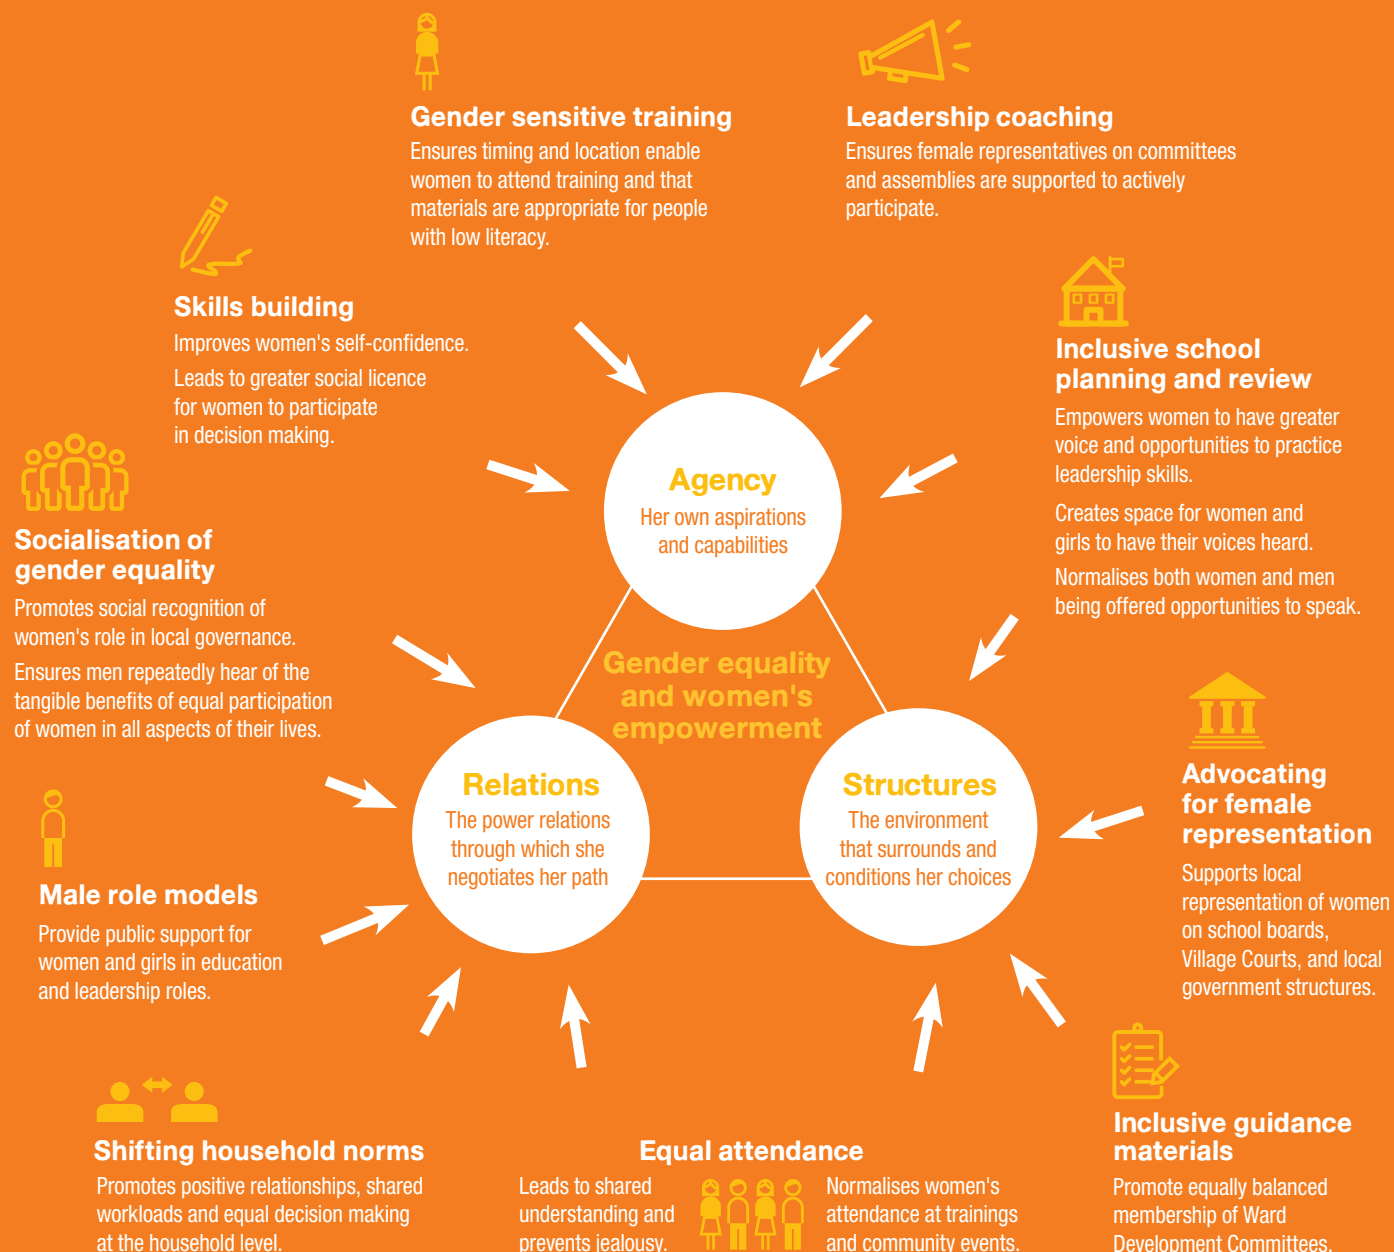 Gender sensitive training
Ensures timing and location enable
women to attend training and that
materials are appropriate for people
with low literacy.
Leadership coaching
Ensures female representatives on committees
and assemblies are supported to actively
participate.
Skills building
Improves women's self-confidence.
Leads to greater social licence
for women to participate
in decision making.
Inclusive school
planning and review
Empowers women to have greater
voice and opportunities to practice
leadership skills.
Creates space for women and
girls to have their voices heard.
Normalises both women and men
being offered opportunities to speak.
Agency
Her own aspirations
and capabilities
Socialisation of
gender equality
Promotes social recognition of
women's role in local governance.
Ensures men repeatedly hear of the
tangible benefits of equal participation
of women in all aspects of their lives.
Gender equality
and women's
empowerment
Relations
The power relations
through which she
negotiates her path
Structures
The environment
that surrounds and
conditions her choices
Advocating
for female
representation
Supports local
representation of women
on school boards,
Village Courts, and local
government structures.
Male role models
Provide public support for
women and girls in education
and leadership roles.
Shifting household norms
Promotes positive relationships, shared
workloads and equal decision making
at the household level.
Equal attendance
Leads to shared
understanding and
prevents jealousy.
Normalises women's
attendance at trainings
and community events.
Inclusive guidance
materials
Promote equally balanced
membership of Ward
Development Committees.